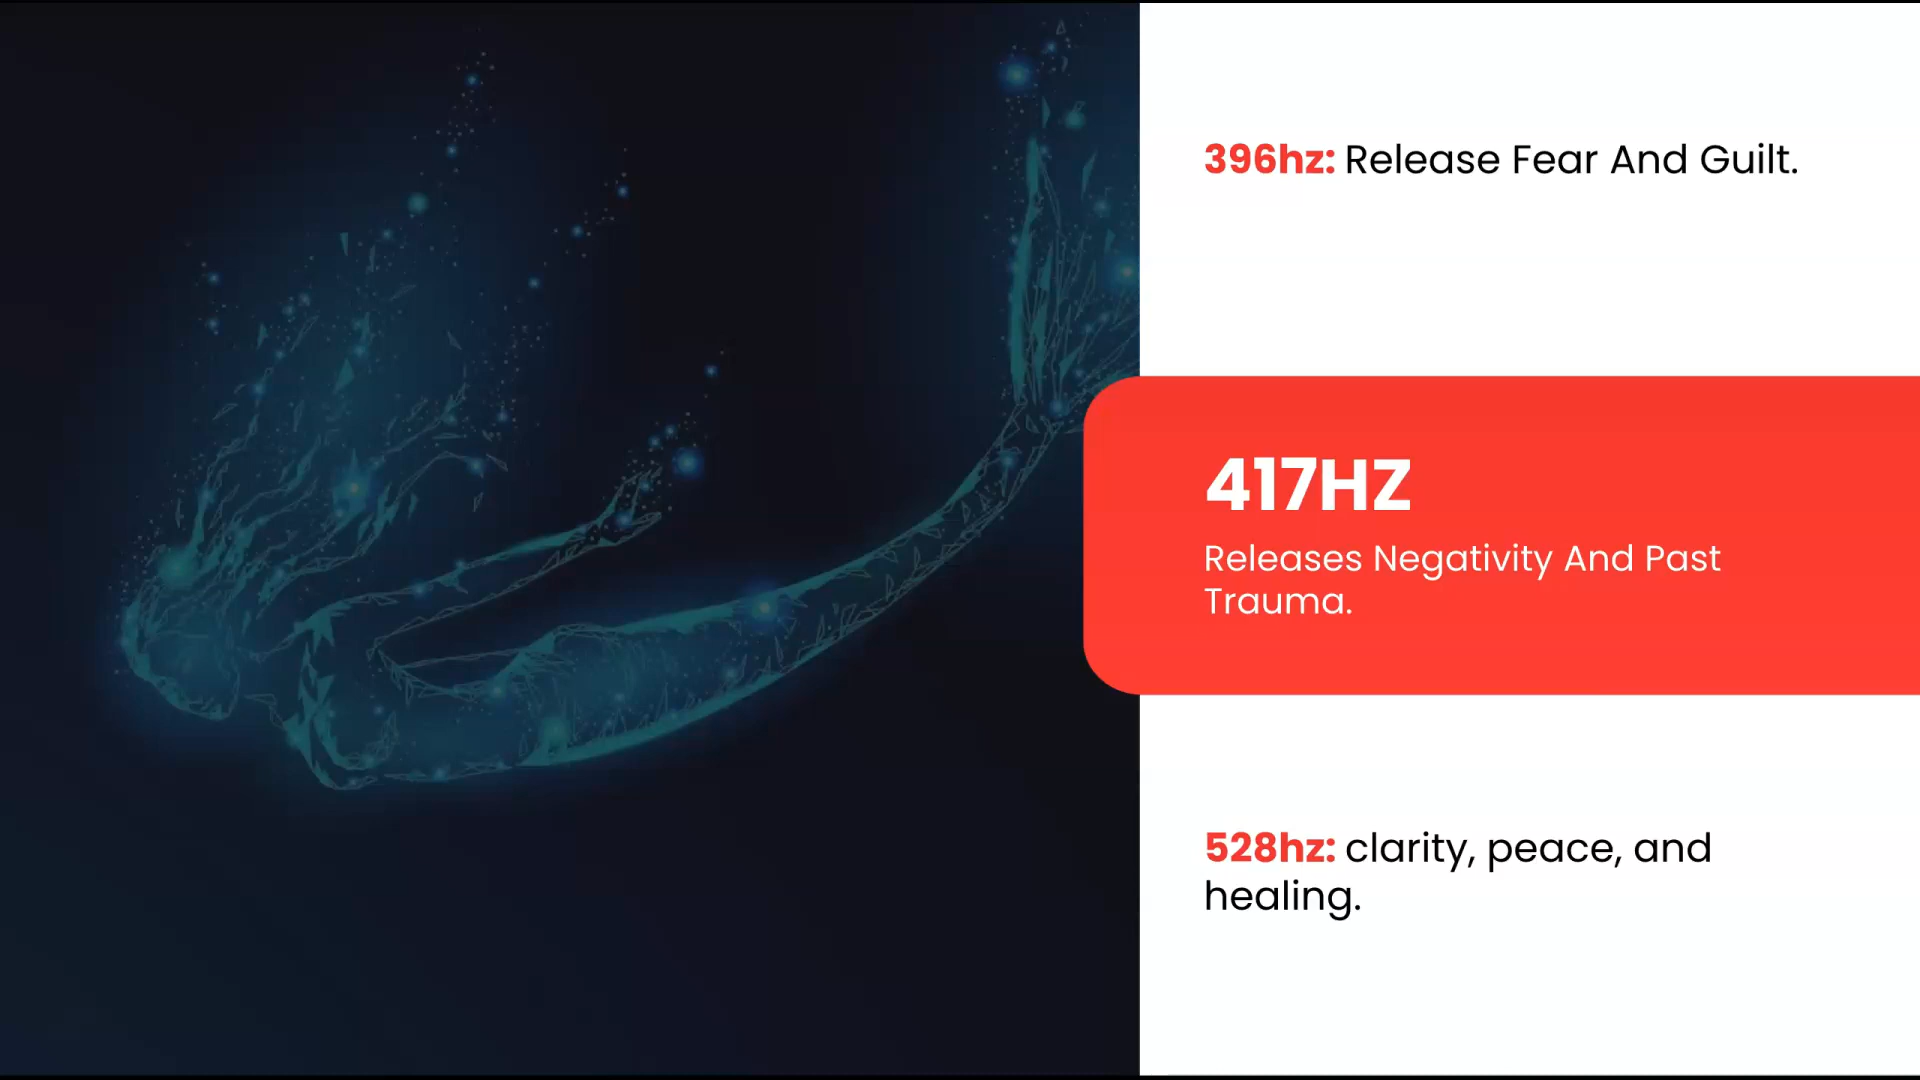 396hz: Release Fear And Guilt.
417HZ
Releases Negativity And Past
Trauma.
528hz: clarity, peace, and
healing.